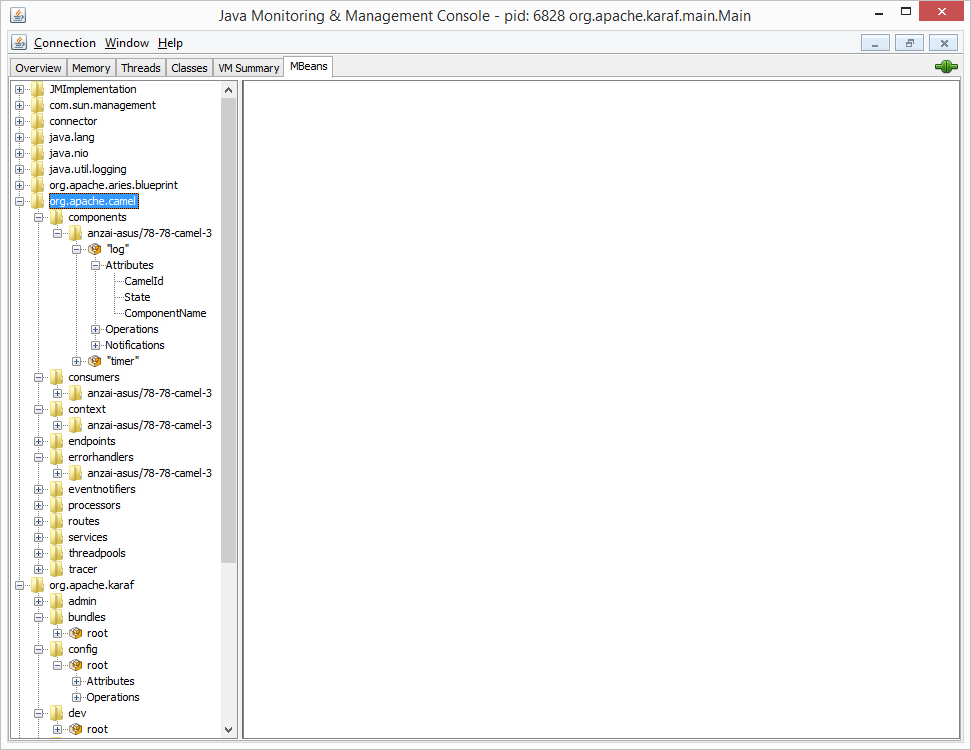 Java Monitoring & Management Console - pid: 6828 org.apache.karaf.main.Main
Connection Window Help
Overview Memory Threads Classes VM Summary MBeans
JMImplementation
com.sun.management
connector
java.lang
java.nio
java.util.logging
org.apache.aries.blueprint
org.apache.camel
components
anzai-asus/78-78-camel-3
"log"
Attributes
CamelId
State
ComponentName
Operations
Notifications
"timer"
consumers
anzai-asus/78-78-camel-3
context
anzai-asus/78-78-camel-3
endpoints
errorhandlers
anzai-asus/78-78-camel-3
eventnotifiers
processors
routes
services
threadpools
tracer
org.apache.karaf
admin
bundles
root
config
root
Attributes
Operations
dev
root